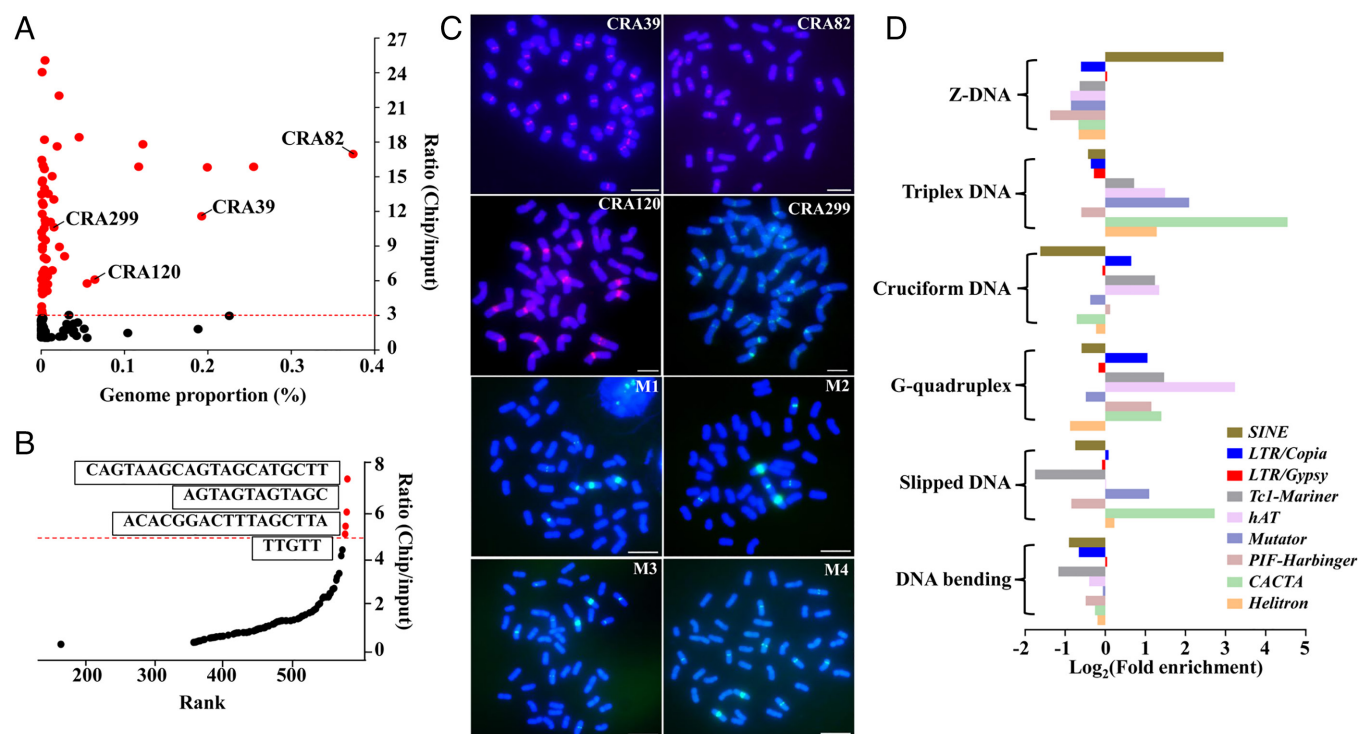 A
27
24
21
18
15
12
9
6
3
0
Ratio (Chip/input)
CRA82
CRA39
CRA299
CRA120
0
0.1
0.2
0.3
0.4
Genome proportion (%)
B
CAGTAAGCAGTAGCATGCTT
AGTAGTAGTAGC
ACACGGACTTTAGCTTA
TTGTT
8
6
4
2
0
Ratio (Chip/input)
200
300
400
500
Rank
C
CRA39
CRA82
CRA120
CRA299
M1
M2
M3
M4
D
Z-DNA
Triplex DNA
Cruciform DNA
G-quadruplex
Slipped DNA
DNA bending
SINE
LTR/Copia
LTR/Gypsy
Tc1-Mariner
hAT
Mutator
PIF-Harbinger
CACTA
Helitron
-2
-1
0
1
2
3
4
5
Log2(Fold enrichment)